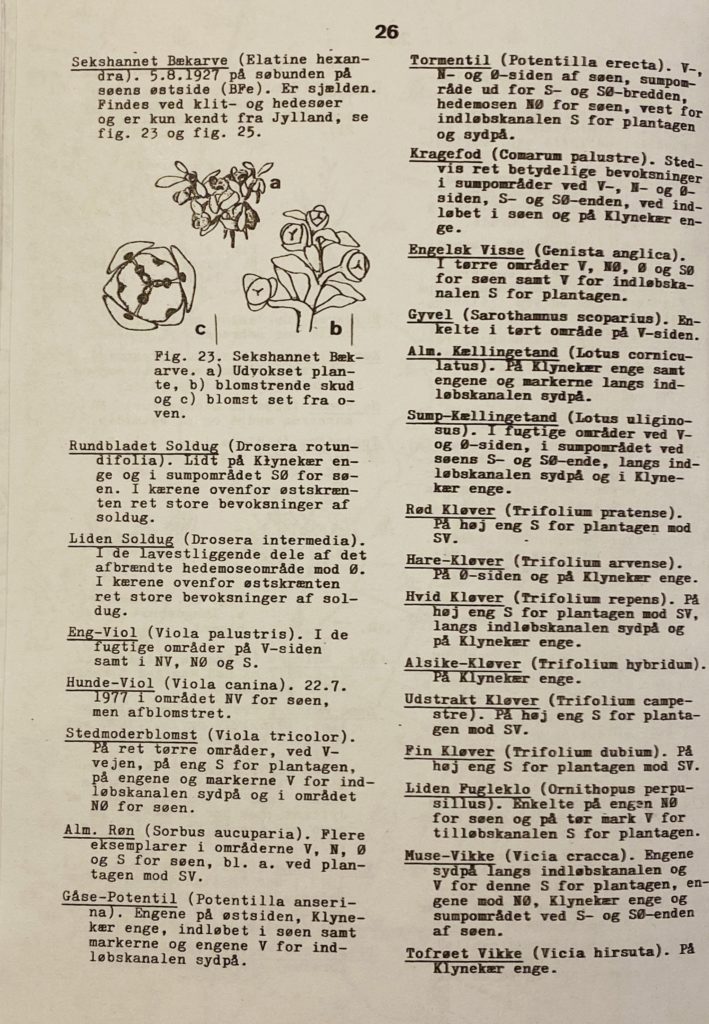 26
Sekshannet Bækarve (Elatine hexan-
dra). 5.8.1927 på søbunden på
søens østside (BFe). Er sjælden.
Findes ved klit- og hedesøer
og er kun kendt fra Jylland, se
fig. 23 og fig. 25.
a
c
b
Fig. 23. Sekshannet Bæk-
arve. a) Udvokset plan-
te, b) blomstrende skud
og c) blomst set fra o-
ven.
Rundbladet Soldug (Drosera rotun-
difolia). Lidt på Klynekær en-
ge og i sumpområdet SØ for sø-
en. I kærene ovenfor østskræn-
ten ret store bevoksninger af
soldug.
Liden Soldug (Drosera intermedia).
I de lavestliggende dele af det
afbrændte hedemoseområde mod Ø.
I kærene ovenfor østskrænten
ret store bevoksninger af sol-
dug.
Eng-Viol (Viola palustris). I de
fugtige områder på V-siden
samt i NV, NØ og S.
Hunde-Viol (Viola canina). 22.7.
1977 i området NV for søen,
men afblomstret.
Stedmoderblomst (Viola tricolor).
På ret tørre områder, ved V-
vejen, på eng S for plantagen,
på engene og markerne V for ind-
løbskanalen sydpå og i området
NØ for søen.
Alm. Røn (Sorbus aucuparia). Flere
eksemplarer i områderne V, N, Ø
og S for søen, bl. a. ved plan-
tagen mod SV.
Gåse-Potentil (Potentilla anseri-
na). Engene på østsiden, Klyne-
kær enge, indløbet i søen samt
markerne og engene V for ind-
løbskanalen sydpå.
Tormentil (Potentilla erecta). V-,
N- og Ø-siden af søen, sumpom-
råde ud for S- og SØ-bredden,
hedemosen NØ for søen, vest for
indløbskanalen S for plantagen
og sydpå.
Kragefod (Comarum palustre). Sted-
vis ret betydelige bevoksninger
i sumpområder ved V-, N- og Ø-
siden, S- og SØ-enden, ved ind-
løbet i søen og på Klynekær en-
ge.
Engelsk Visse (Genista anglica).
I tørre områder V, NØ, Ø og SØ
for søen samt V for indløbska-
nalen S for plantagen.
Gyvel (Sarothamnus scoparius). En-
kelte i tørt område på V-siden.
Alm. Kællingetand (Lotus cornicu-
latus). På Klynekær enge samt
engene og markerne langs ind-
løbskanalen sydpå.
Sump-Kællingetand (Lotus uligino-
sus). I fugtige områder ved V-
og Ø-siden, i sumpområdet ved
søens S- og SØ-ende, langs ind-
løbskanalen sydpå og i Klyne-
kær enge.
Rød Kløver (Trifolium pratense).
På høj eng S for plantagen mod
SV.
Hare-Kløver (Trifolium arvense).
På Ø-siden og på Klynekær enge.
Hvid Kløver (Trifolium repens). På
høj eng S for plantagen mod SV,
langs indløbskanalen sydpå og
på Klynekær enge.
Alsike-Kløver (Trifolium hybridum).
På Klynekær enge.
Udstrakt Kløver (Trifolium campe-
stre). På høj eng S for planta-
gen mod SV.
Fin Kløver (Trifolium dubium). På
høj eng S for plantagen mod SV.
Liden Fugleklo (Ornithopus perpu-
sillus). Enkelte på engen NØ
for søen og på tør mark V for
tilløbskanalen S for plantagen.
Muse-Vikke (Vicia cracca). Engene
sydpå langs indløbskanalen og
V for denne S for plantagen, en-
gene mod NØ, Klynekær enge og
sumpområdet ved S- og SØ-enden
af søen.
Tofrøet Vikke (Vicia hirsuta). På
Klynekær enge.